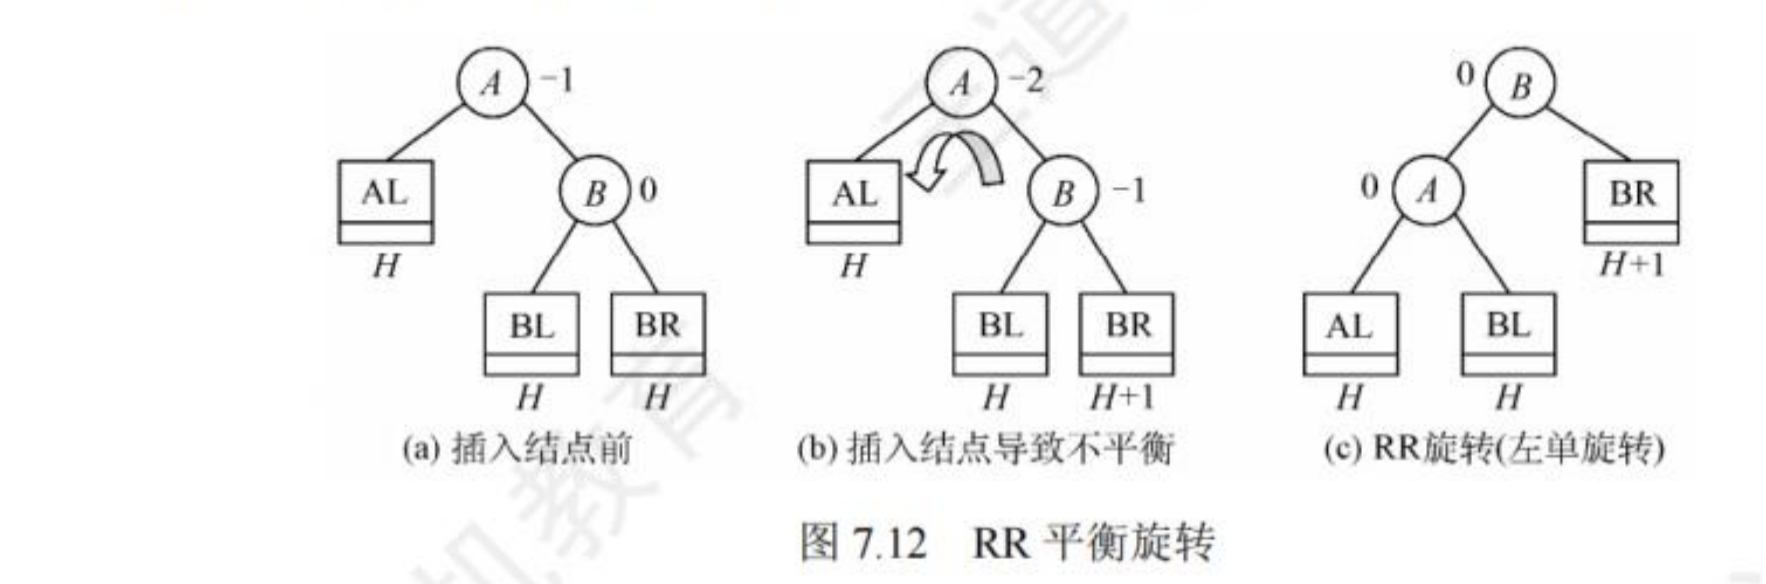 A -1
A -2
0 B
AL
B 0
AL
B -1
0 A
BR
H
H
H+1
BL
BR
BL
BR
AL
BL
H
H
H
H+1
H
H
(a) 插入结点前
(b) 插入结点导致不平衡
(c) RR旋转(左单旋转)
图 7.12 RR 平衡旋转